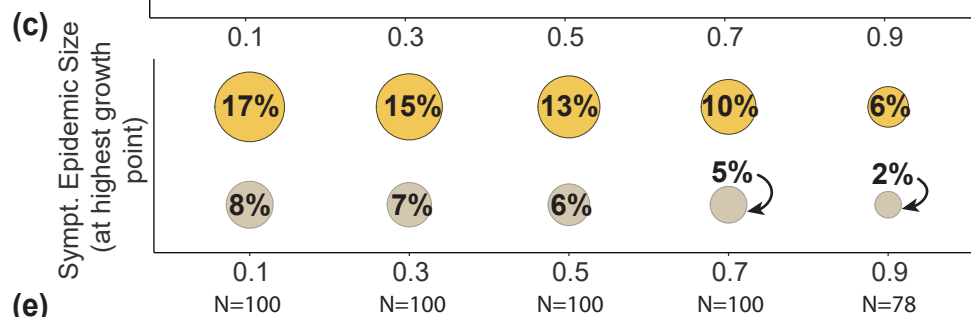 (c)
0.1 0.3 0.5 0.7 0.9
Sympt. Epidemic Size
(at highest growth
point)
17% 15% 13% 10% 6%
8% 7% 6% 5% 2%
0.1 0.3 0.5 0.7 0.9
N=100 N=100 N=100 N=100 N=78
(e)